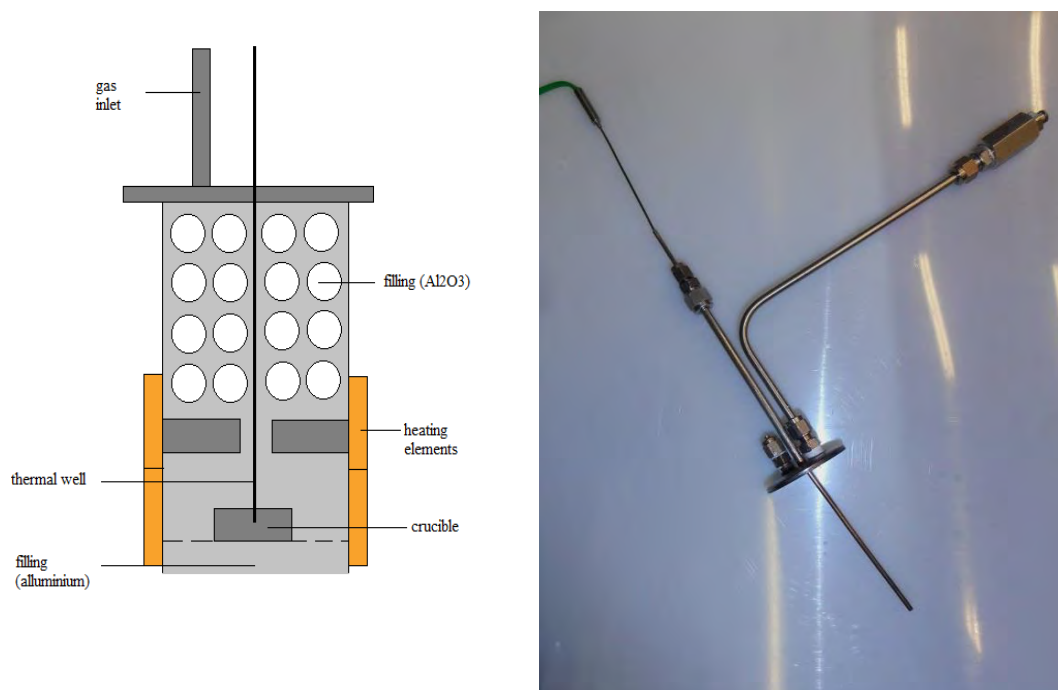 gas
inlet
filling (Al2O3)
heating
elements
thermal well
crucible
filling
(alluminium)